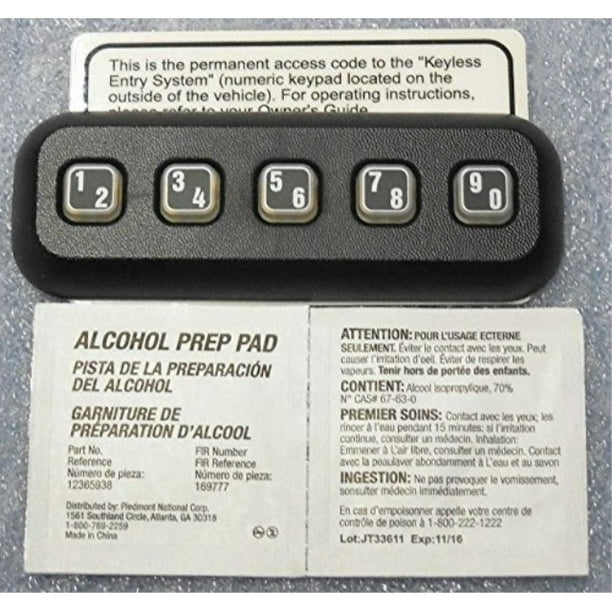 This is the permanent access code to the "Keyless
Entry System" (numeric keypad located on the
outside of the vehicle). For operating instructions,
please refer to your Owner's Guide
1 2 3 4 5 6 7 8 9 0
ALCOHOL PREP PAD
PISTA DE LA PREPARACIÓN
DEL ALCOHOL
GARNITURE DE
PRÉPARATION D'ALCOOL
Part No.
Reference
Número de pieza:
12365938
FIR Number
FIR Reference
Número de pieza:
169777
Distributed by: Piedmont National Corp.
1561 Southland Circle, Atlanta, GA 30318
1-800-789-2259
Made in China
ATTENTION: POUR L'USAGE ECTERNE
SEULEMENT. Éviter le contact avec les yeux. Peut
causer l'irritation d'oeil. Éviter de respirer les
vapeurs. Tenir hors de portée des enfants.
CONTIENT: Alcool isopropylique, 70%
N° CAS# 67-63-0
PREMIER SOINS: Contact avec les yeux; les
rincer à l'eau pendant 15 minutes: si l'irritation
continue, consulter un médecin. Inhalation:
Emmener à L'air libre, consulter un médecin. Contact
avec la peaulaver abondamment à L'eau et au savon
INGESTION: Ne pas provoquer le vomissement,
sonsulter médecin immédiatement.
En cas d'empoisonner appelle votre centre de
contrôle de poison à 1-800-222-1222
Lot:JT33611 Exp:11/16